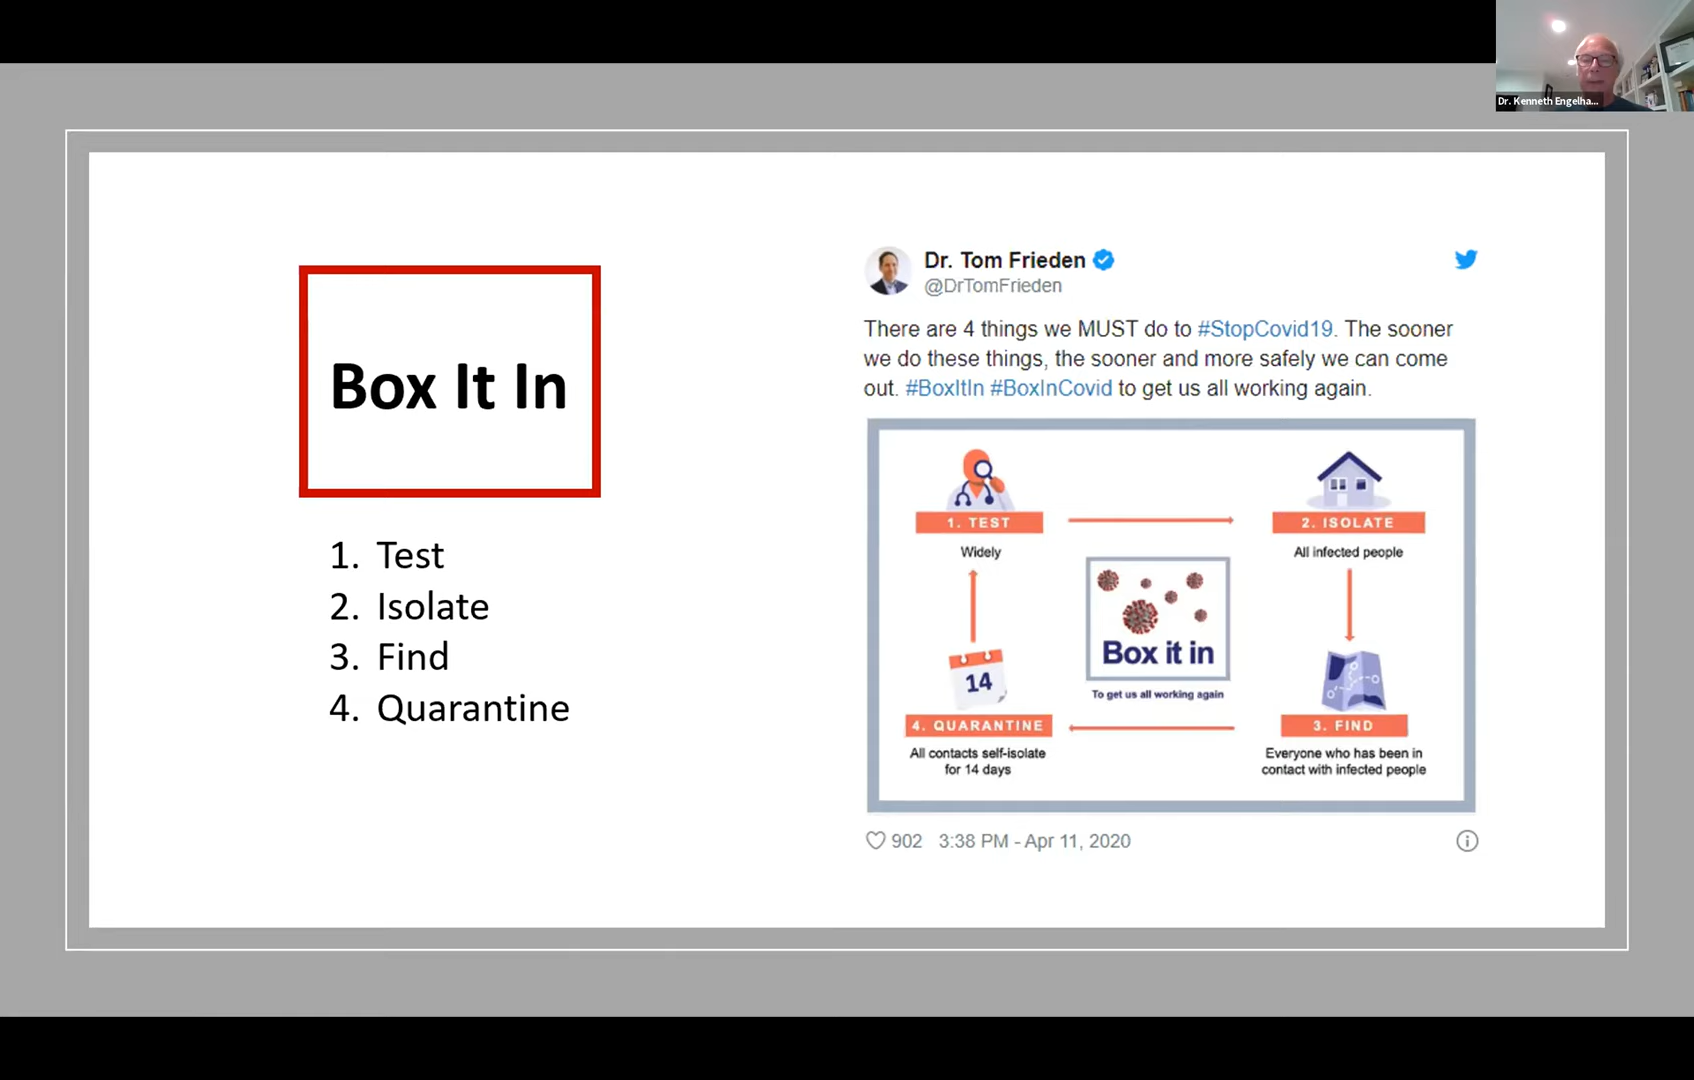 Dr. Kenneth Engelha...
Box It In
1. Test
2. Isolate
3. Find
4. Quarantine
Dr. Tom Frieden
@DrTomFrieden
There are 4 things we MUST do to #StopCovid19. The sooner
we do these things, the sooner and more safely we can come
out. #BoxItIn #BoxInCovid to get us all working again.
1. TEST
Widely
2. ISOLATE
All infected people
Box it in
To get us all working again
14
4. QUARANTINE
All contacts self-isolate
for 14 days
3. FIND
Everyone who has been in
contact with infected people
902 3:38 PM - Apr 11, 2020